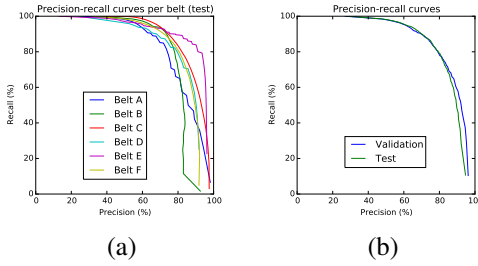 Precision-recall curves per belt (test)
Recall (%)
100
80
60
40
20
0
Belt A
Belt B
Belt C
Belt D
Belt E
Belt F
0 20 40 60 80 100
Precision (%)
(a)
Precision-recall curves
Recall (%)
100
80
60
40
20
0
Validation
Test
0 20 40 60 80 10
Precision (%)
(b)